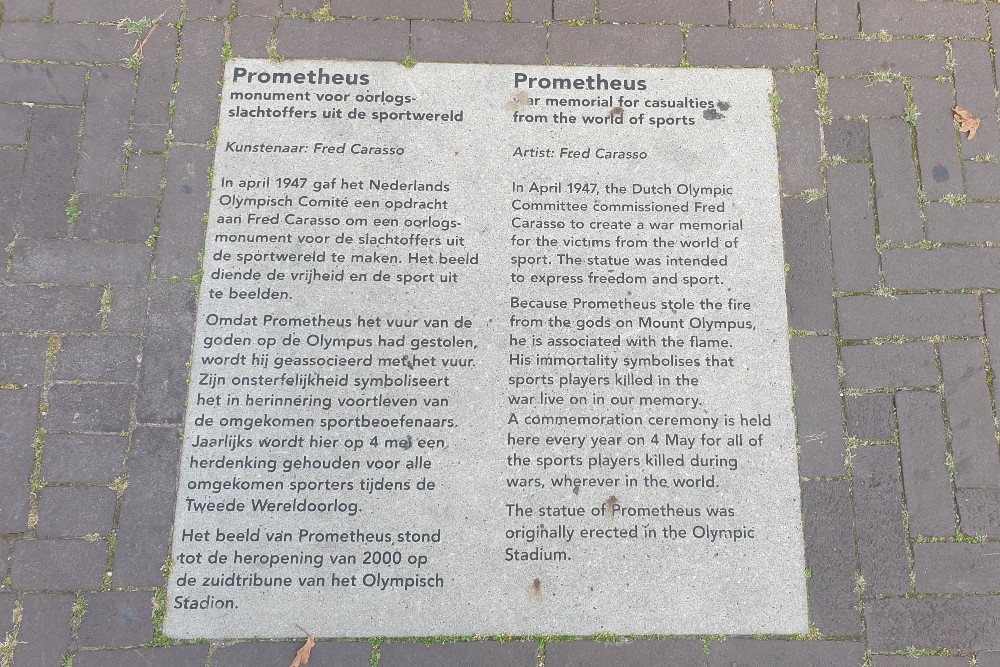 Prometheus
monument voor oorlogs-
slachtoffers uit de sportwereld
Kunstenaar: Fred Carasso
In april 1947 gaf het Nederlands
Olympisch Comité een opdracht
aan Fred Carasso om een oorlogs-
monument voor de slachtoffers uit
de sportwereld te maken. Het beeld
diende de vrijheid en de sport uit
te beelden.
Omdat Prometheus het vuur van de
goden op de Olympus had gestolen,
wordt hij geassocieerd met het vuur.
Zijn onsterfelijkheid symboliseert
het in herinnering voortleven van
de omgekomen sportbeoefenaars.
Jaarlijks wordt hier op 4 mei een
herdenking gehouden voor alle
omgekomen sporters tijdens de
Tweede Wereldoorlog.
Het beeld van Prometheus stond
tot de heropening van 2000 op
de zuidtribune van het Olympisch
Stadion.
Prometheus
war memorial for casualties
from the world of sports
Artist: Fred Carasso
In April 1947, the Dutch Olympic
Committee commissioned Fred
Carasso to create a war memorial
for the victims from the world of
sport. The statue was intended
to express freedom and sport.
Because Prometheus stole the fire
from the gods on Mount Olympus,
he is associated with the flame.
His immortality symbolises that
sports players killed in the
war live on in our memory.
A commemoration ceremony is held
here every year on 4 May for all of
the sports players killed during
wars, wherever in the world.
The statue of Prometheus was
originally erected in the Olympic
Stadium.